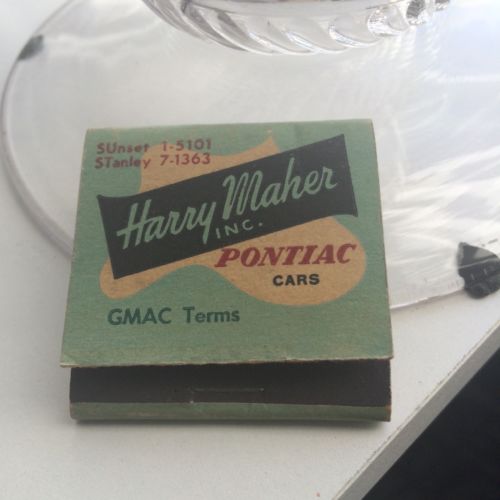 SUnset 1-5101
STanley 7-1363
Harry Maher
INC.
PONTIAC
CARS
GMAC Terms